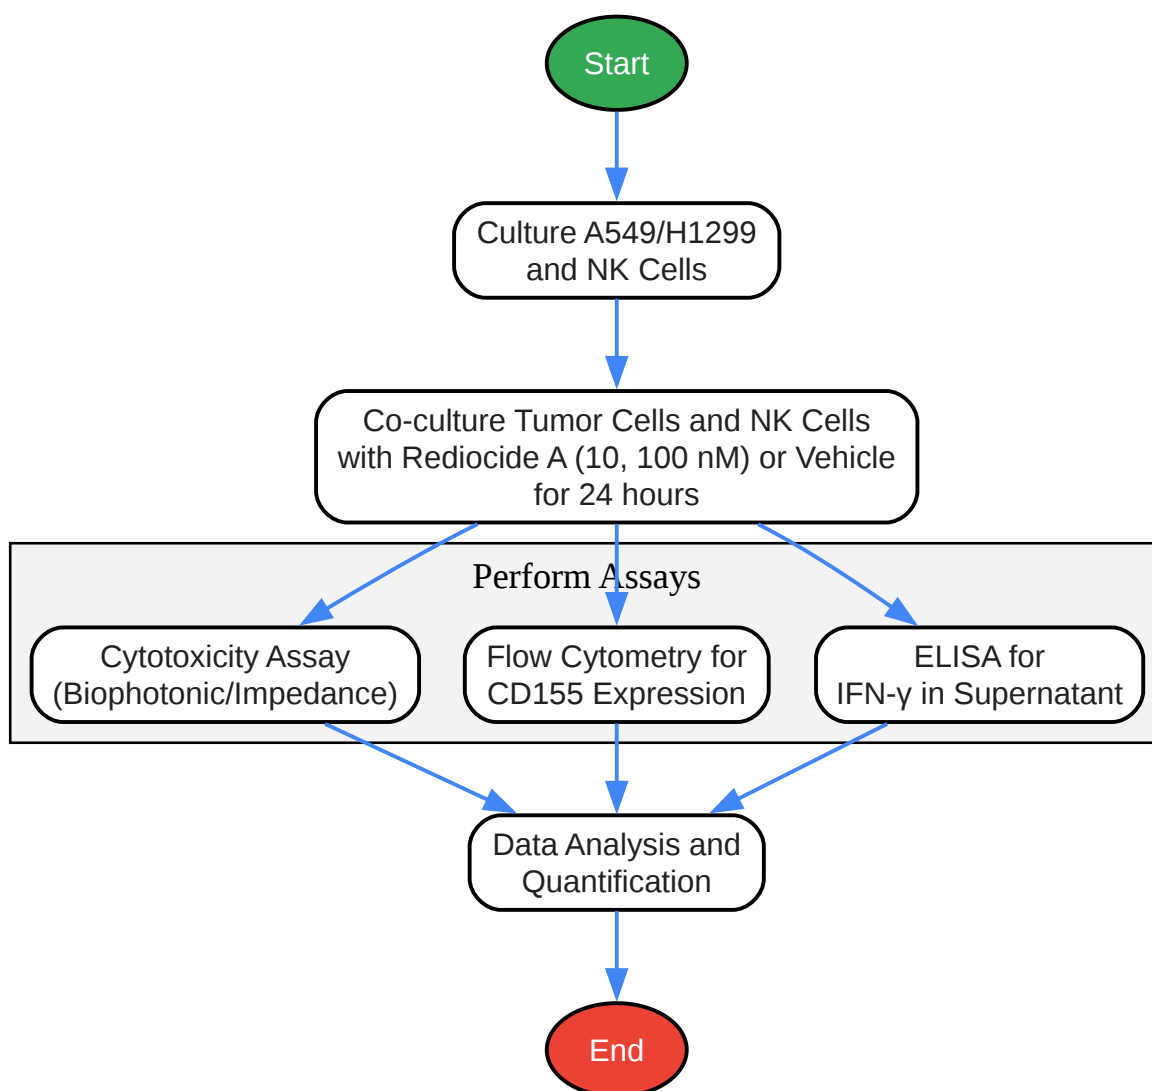 Start
Culture A549/H1299
and NK Cells
Co-culture Tumor Cells and NK Cells
with Rediocide A (10, 100 nM) or Vehicle
for 24 hours
Perform Assays
Cytotoxicity Assay
(Biophotonic/Impedance)
Flow Cytometry for
CD155 Expression
ELISA for
IFN-γ in Supernatant
Data Analysis and
Quantification
End